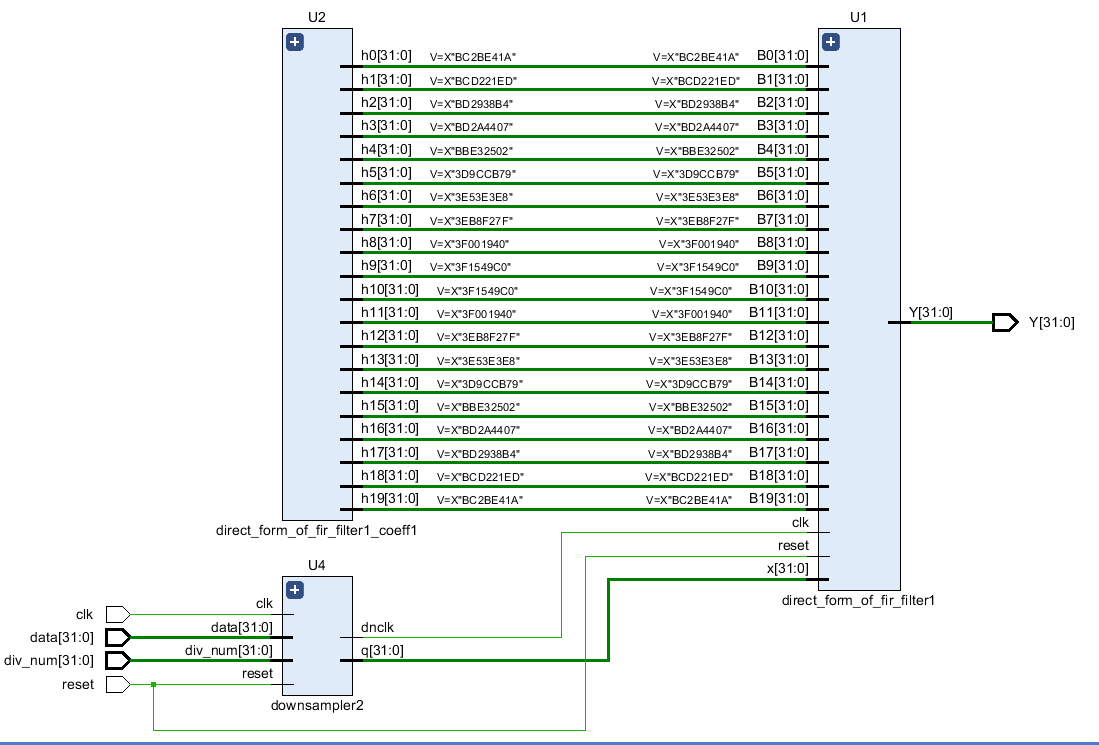 U2 U1
h0[31:0] V=X"BC2BE41A" V=X"BC2BE41A" B0[31:0]
h1[31:0] V=X"BCD221ED" V=X"BCD221ED" B1[31:0]
h2[31:0] V=X"BD2938B4" V=X"BD2938B4" B2[31:0]
h3[31:0] V=X"BD2A4407" V=X"BD2A4407" B3[31:0]
h4[31:0] V=X"BBE32502" V=X"BBE32502" B4[31:0]
h5[31:0] V=X"3D9CCB79" V=X"3D9CCB79" B5[31:0]
h6[31:0] V=X"3E53E3E8" V=X"3E53E3E8" B6[31:0]
h7[31:0] V=X"3EB8F27F" V=X"3EB8F27F" B7[31:0]
h8[31:0] V=X"3F001940" V=X"3F001940" B8[31:0]
h9[31:0] V=X"3F1549C0" V=X"3F1549C0" B9[31:0]
h10[31:0] V=X"3F1549C0" V=X"3F1549C0" B10[31:0]
h11[31:0] V=X"3F001940" V=X"3F001940" B11[31:0] Y[31:0] Y[31:0]
h12[31:0] V=X"3EB8F27F" V=X"3EB8F27F" B12[31:0]
h13[31:0] V=X"3E53E3E8" V=X"3E53E3E8" B13[31:0]
h14[31:0] V=X"3D9CCB79" V=X"3D9CCB79" B14[31:0]
h15[31:0] V=X"BBE32502" V=X"BBE32502" B15[31:0]
h16[31:0] V=X"BD2A4407" V=X"BD2A4407" B16[31:0]
h17[31:0] V=X"BD2938B4" V=X"BD2938B4" B17[31:0]
h18[31:0] V=X"BCD221ED" V=X"BCD221ED" B18[31:0]
h19[31:0] V=X"BC2BE41A" V=X"BC2BE41A" B19[31:0]
clk
direct_form_of_fir_filter1_coeff1
reset
x[31:0]
direct_form_of_fir_filter1
U4
clk clk
data[31:0] data[31:0] dnclk
div_num[31:0] div_num[31:0] q[31:0]
reset reset
downsampler2